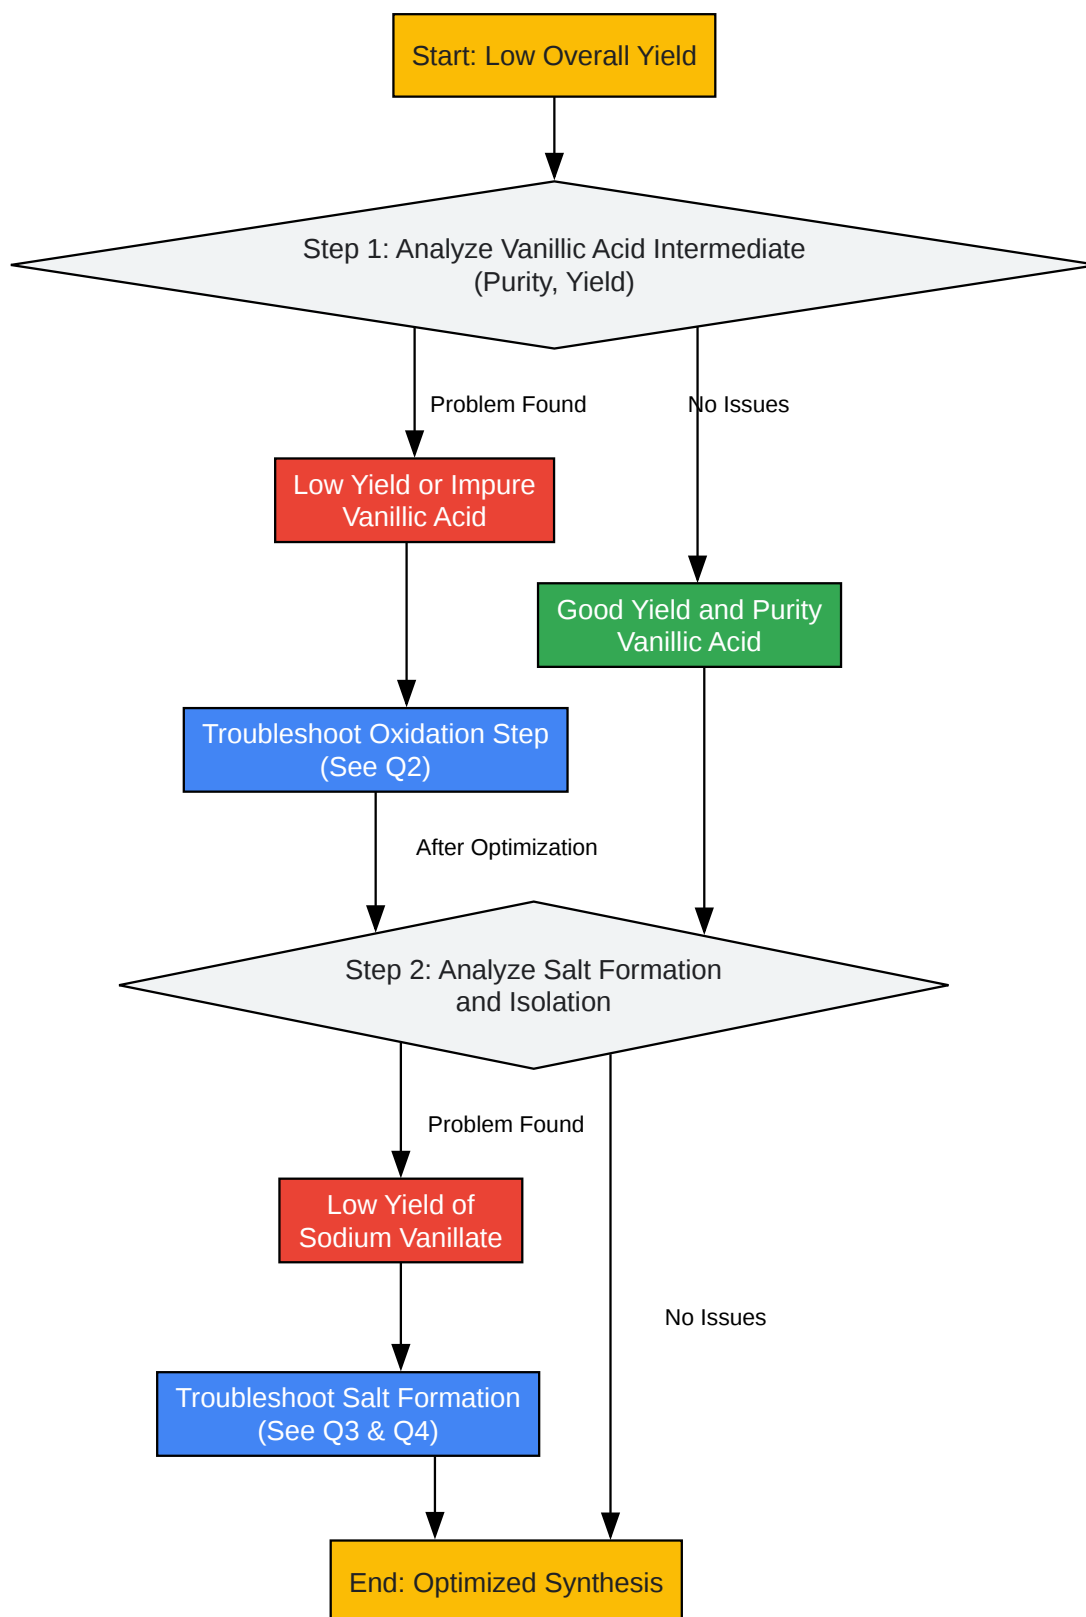 Start: Low Overall Yield
Step 1: Analyze Vanillic Acid Intermediate
(Purity, Yield)
Problem Found
No Issues
Low Yield or Impure
Vanillic Acid
Good Yield and Purity
Vanillic Acid
Troubleshoot Oxidation Step
(See Q2)
After Optimization
Step 2: Analyze Salt Formation
and Isolation
Problem Found
Low Yield of
Sodium Vanillate
No Issues
Troubleshoot Salt Formation
(See Q3 & Q4)
End: Optimized Synthesis